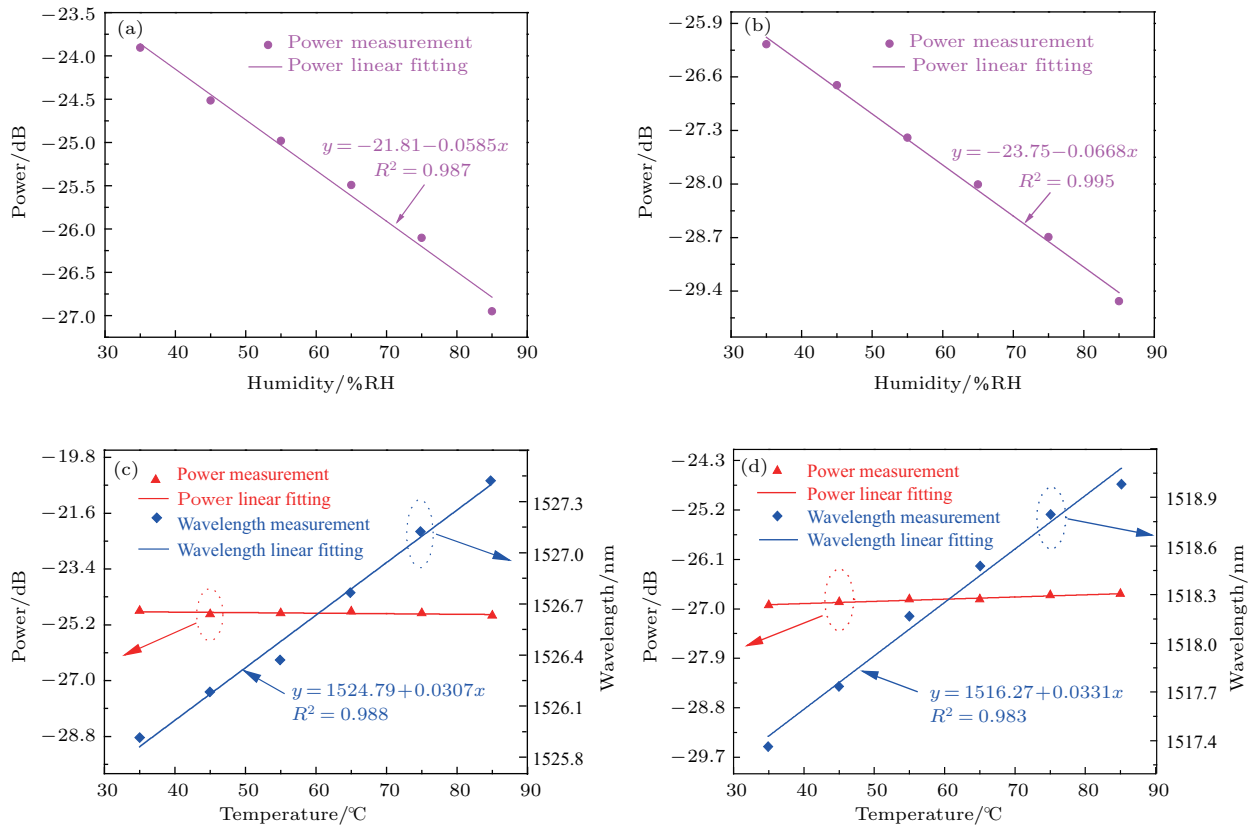 (a)
Power measurement
Power linear fitting
y = −21.81−0.0585x
R² = 0.987
Power/dB
−23.5
−24.0
−24.5
−25.0
−25.5
−26.0
−26.5
−27.0
30 40 50 60 70 80 90
Humidity/%RH
(b)
Power measurement
Power linear fitting
y = −23.75−0.0668x
R² = 0.995
Power/dB
−25.9
−26.6
−27.3
−28.0
−28.7
−29.4
30 40 50 60 70 80 90
Humidity/%RH
(c)
Power measurement
Power linear fitting
Wavelength measurement
Wavelength linear fitting
y = 1524.79+0.0307x
R² = 0.988
Power/dB
−19.8
−21.6
−23.4
−25.2
−27.0
−28.8
1527.3
1527.0
1526.7
1526.4
1526.1
1525.8
Wavelength/nm
30 40 50 60 70 80 90
Temperature/℃
(d)
Power measurement
Power linear fitting
Wavelength measurement
Wavelength linear fitting
y = 1516.27+0.0331x
R² = 0.983
Power/dB
−24.3
−25.2
−26.1
−27.0
−27.9
−28.8
−29.7
1518.9
1518.6
1518.3
1518.0
1517.7
1517.4
Wavelength/nm
30 40 50 60 70 80 90
Temperature/℃